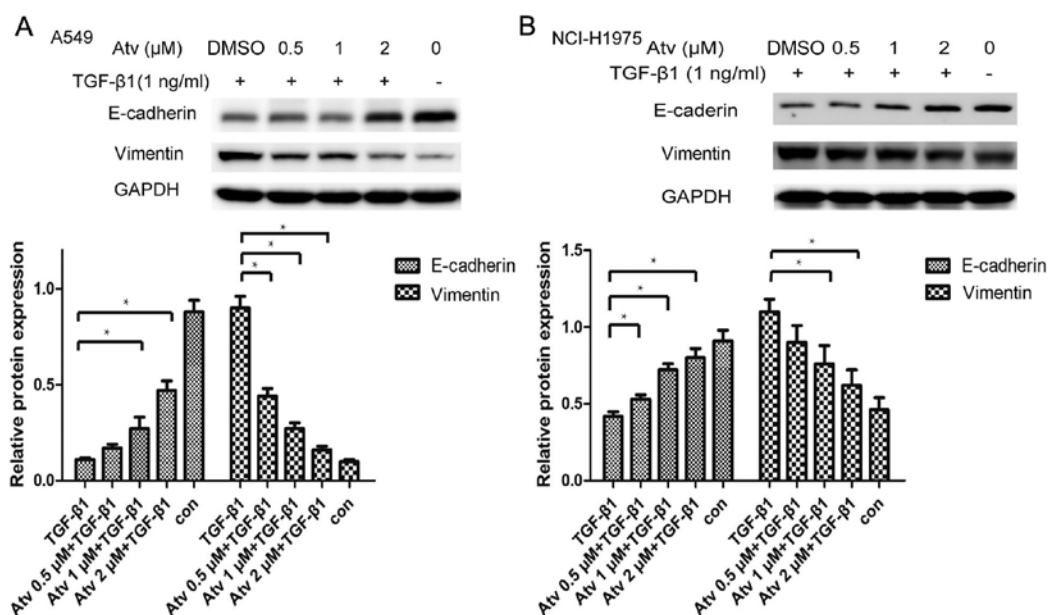 A
A549
Atv (μM) DMSO 0.5 1 2 0
TGF-β1 (1 ng/ml) + + + + -
E-cadherin
Vimentin
GAPDH
Relative protein expression
1.0
0.5
0.0
* * * * *
E-cadherin
Vimentin
TGF-β1
Atv 0.5 μM+TGF-β1
Atv 1 μM+TGF-β1
Atv 2 μM+TGF-β1
con
TGF-β1
Atv 0.5 μM+TGF-β1
Atv 1 μM+TGF-β1
Atv 2 μM+TGF-β1
con
B
NCI-H1975
Atv (μM) DMSO 0.5 1 2 0
TGF-β1 (1 ng/ml) + + + + -
E-caderin
Vimentin
GAPDH
Relative protein expression
1.5
1.0
0.5
0.0
* * * * *
E-cadherin
Vimentin
TGF-β1
Atv 0.5 μM+TGF-β1
Atv 1 μM+TGF-β1
Atv 2 μM+TGF-β1
con
TGF-β1
Atv 0.5 μM+TGF-β1
Atv 1 μM+TGF-β1
Atv 2 μM+TGF-β1
con